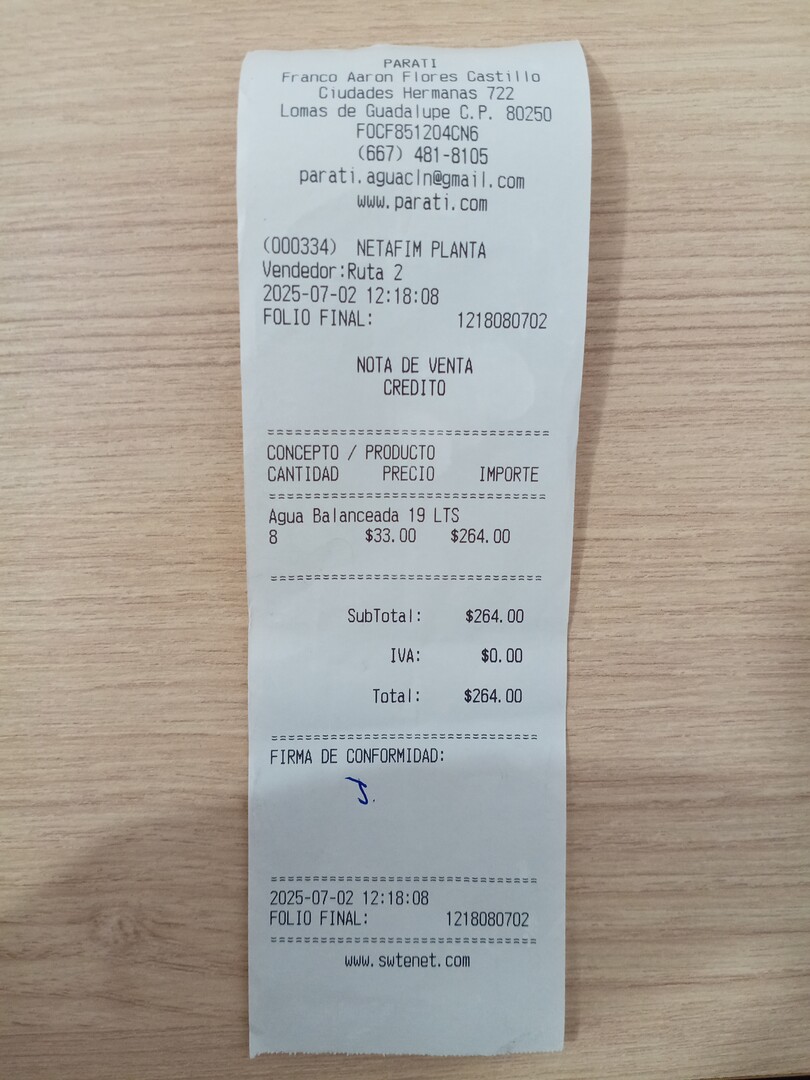 PARATI
Franco Aaron Flores Castillo
Ciudades Hermanas 722
Lomas de Guadalupe C.P. 80250
FOCF851204CN6
(667) 481-8105
parati.aguacln@gmail.com
www.parati.com
(000334) NETAFIM PLANTA
Vendedor:Ruta 2
2025-07-02 12:18:08
FOLIO FINAL: 1218080702
NOTA DE VENTA
CREDITO
================================
CONCEPTO / PRODUCTO
CANTIDAD PRECIO IMPORTE
================================
Agua Balanceada 19 LTS
8 $33.00 $264.00
================================
SubTotal: $264.00
IVA: $0.00
Total: $264.00
================================
FIRMA DE CONFORMIDAD:
================================
2025-07-02 12:18:08
FOLIO FINAL: 1218080702
================================
www.swtenet.com